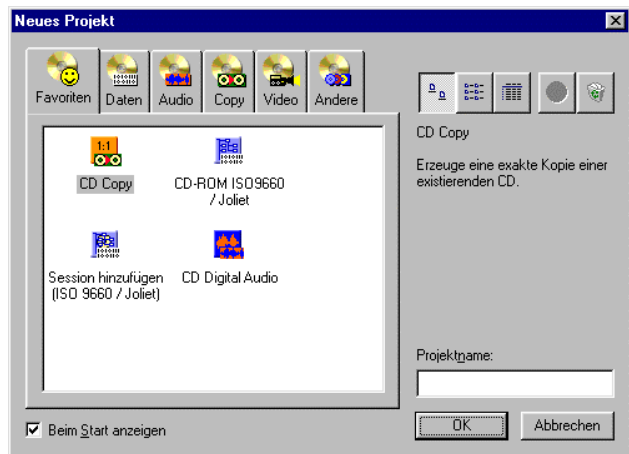 Neues Projekt
Favoriten
Daten
Audio
Copy
Video
Andere
1:1
CD Copy
CD-ROM ISO9660
/ Joliet
Session hinzufügen
(ISO 9660 / Joliet)
CD Digital Audio
CD Copy
Erzeuge eine exakte Kopie einer
existierenden CD.
Projektname:
Beim Start anzeigen
OK
Abbrechen